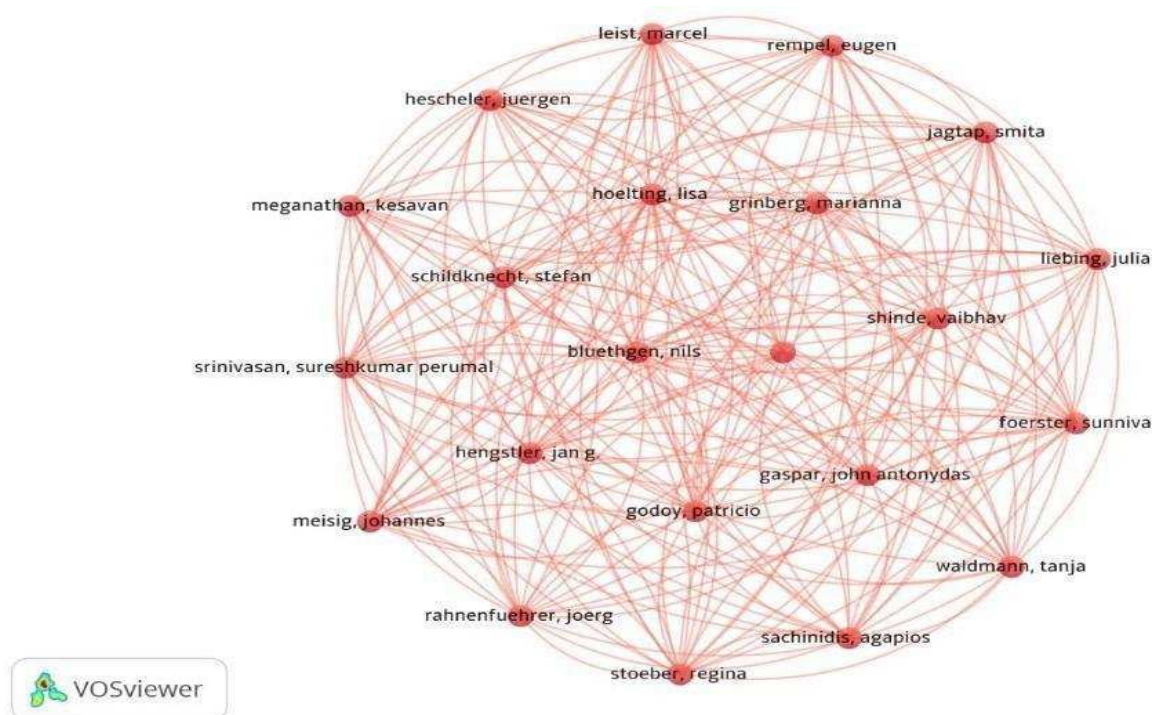 leist, marcel
rempel, eugen
hescheler, juergen
jagtap, smita
hoelting, lisa
grinberg, marianna
meganathan, kesavan
liebing, julia
schildknecht, stefan
shinde, vaibhav
bluethgen, nils
srinivasan, sureshkumar perumal
foerster, sunniva
hengstler, jan g.
gaspar, john antonydas
godoy, patricio
meisig, johannes
waldmann, tanja
rahnenfuehrer, joerg
sachinidis, agapios
stoeber, regina
VOSviewer